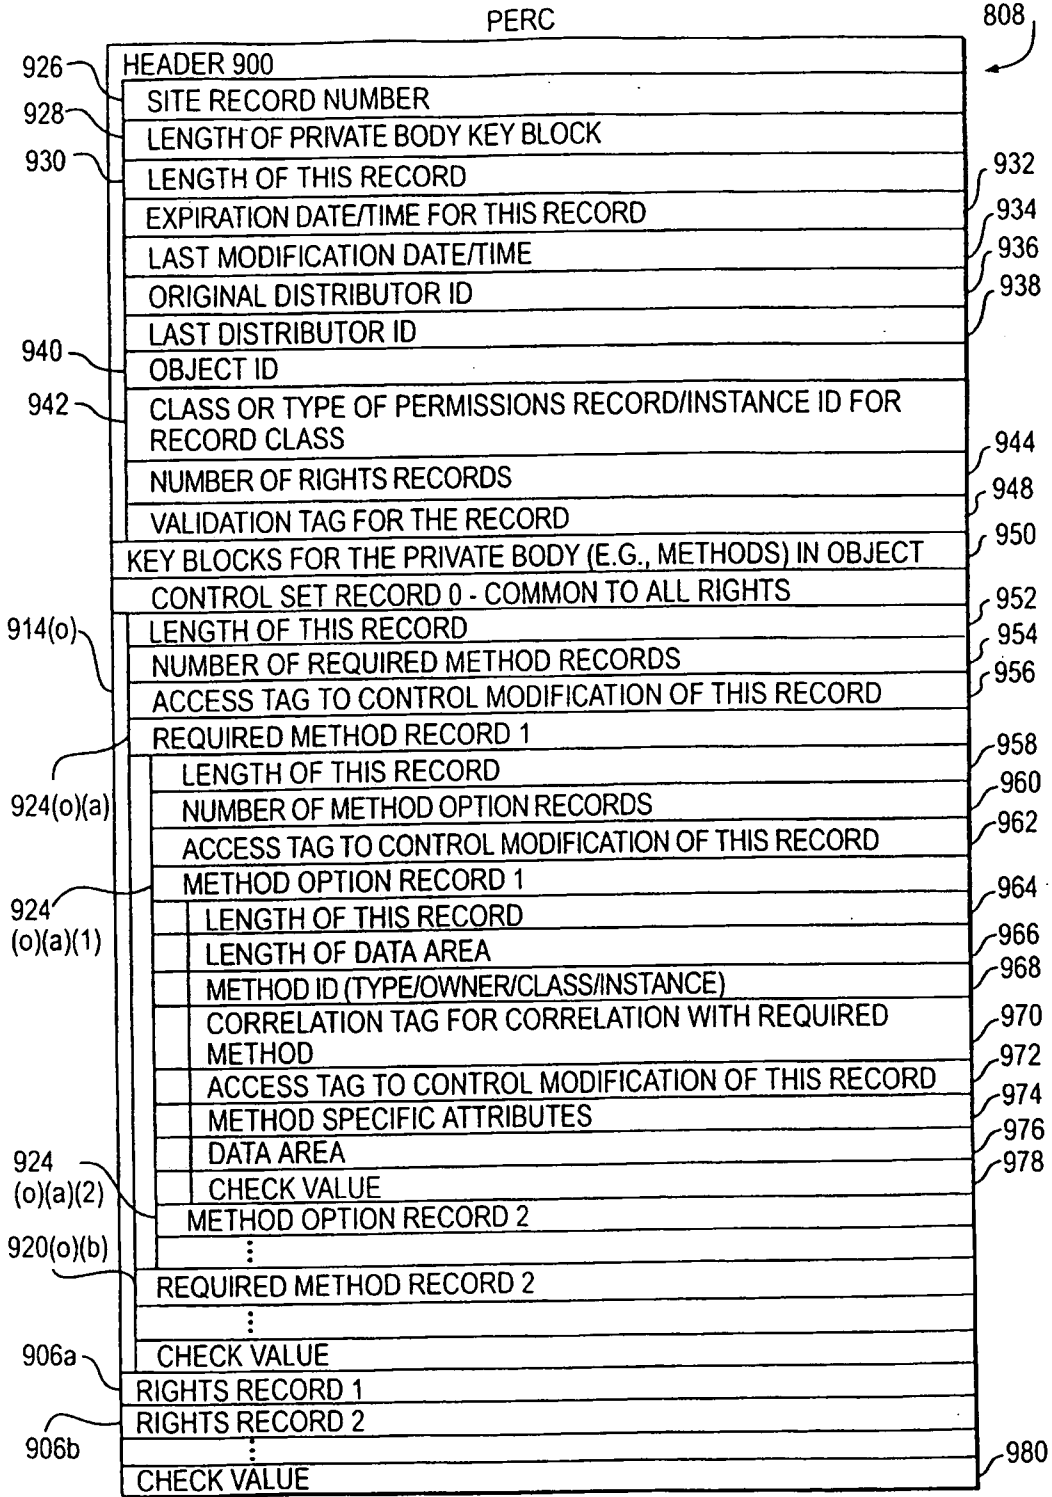 PERC
808
HEADER 900
926
SITE RECORD NUMBER
928
LENGTH OF PRIVATE BODY KEY BLOCK
930
LENGTH OF THIS RECORD
932
EXPIRATION DATE/TIME FOR THIS RECORD
934
LAST MODIFICATION DATE/TIME
936
ORIGINAL DISTRIBUTOR ID
938
LAST DISTRIBUTOR ID
940
OBJECT ID
942
CLASS OR TYPE OF PERMISSIONS RECORD/INSTANCE ID FOR
RECORD CLASS
944
NUMBER OF RIGHTS RECORDS
948
VALIDATION TAG FOR THE RECORD
950
KEY BLOCKS FOR THE PRIVATE BODY (E.G., METHODS) IN OBJECT
CONTROL SET RECORD 0 - COMMON TO ALL RIGHTS
952
914(o)
LENGTH OF THIS RECORD
954
NUMBER OF REQUIRED METHOD RECORDS
956
ACCESS TAG TO CONTROL MODIFICATION OF THIS RECORD
REQUIRED METHOD RECORD 1
958
LENGTH OF THIS RECORD
960
924(o)(a)
NUMBER OF METHOD OPTION RECORDS
962
ACCESS TAG TO CONTROL MODIFICATION OF THIS RECORD
METHOD OPTION RECORD 1
964
924
(o)(a)(1)
LENGTH OF THIS RECORD
966
LENGTH OF DATA AREA
968
METHOD ID (TYPE/OWNER/CLASS/INSTANCE)
970
CORRELATION TAG FOR CORRELATION WITH REQUIRED
METHOD
972
ACCESS TAG TO CONTROL MODIFICATION OF THIS RECORD
974
METHOD SPECIFIC ATTRIBUTES
976
DATA AREA
978
924
(o)(a)(2)
CHECK VALUE
METHOD OPTION RECORD 2
920(o)(b)
REQUIRED METHOD RECORD 2
CHECK VALUE
906a
RIGHTS RECORD 1
RIGHTS RECORD 2
906b
980
CHECK VALUE